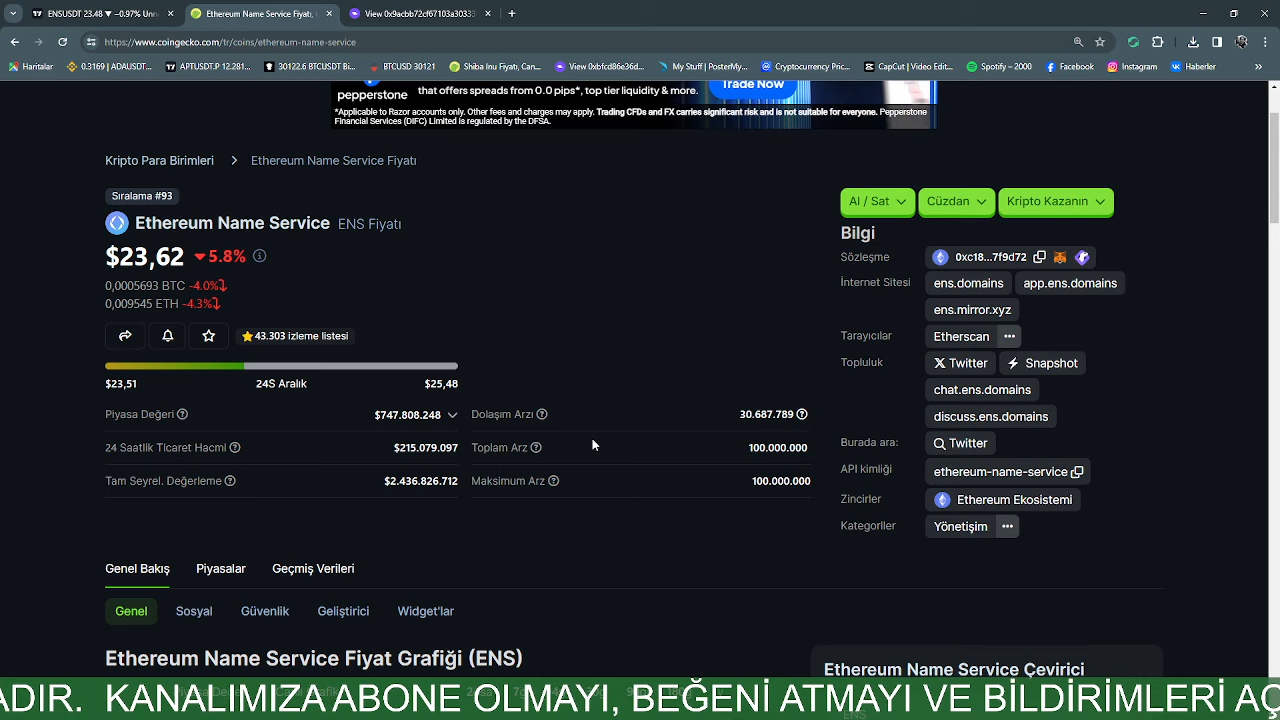 ENSUSDT 23.48 ▼ −0.97% Unn
Ethereum Name Service Fiyatı,
View 0x9acbb72cf67103a30333
https://www.coingecko.com/tr/coins/ethereum-name-service
Haritalar
0.3169 | ADAUSDT...
APTUSDT.P 12.281...
30122.6 BTCUSDT Bi...
BTCUSD 30121
Shiba Inu Fiyatı, Can...
View 0xbfcd86e36d...
My Stuff | PosterMy...
Cryptocurrency Pric...
CapCut | Video Edit...
Spotify – 2000
Facebook
Instagram
Haberler
pepperstone
that offers spreads from 0.0 pips*, top tier liquidity & more.
Trade Now
*Applicable to Razor accounts only. Other fees and charges may apply. Trading CFDs and FX carries significant risk and is not suitable for everyone. Pepperstone
Financial Services (DIFC) Limited is regulated by the DFSA.
Kripto Para Birimleri > Ethereum Name Service Fiyatı
Sıralama #93
Ethereum Name Service ENS Fiyatı
$23,62 ▼5.8%
0,0005693 BTC -4.0%
0,009545 ETH -4.3%
43.303 izleme listesi
$23,51 24S Aralık $25,48
Piyasa Değeri $747.808.248
24 Saatlik Ticaret Hacmi $215.079.097
Tam Seyrel. Değerleme $2.436.826.712
Dolaşım Arzı 30.687.789
Toplam Arz 100.000.000
Maksimum Arz 100.000.000
Al / Sat
Cüzdan
Kripto Kazanın
Bilgi
Sözleşme 0xc18...7f9d72
İnternet Sitesi ens.domains app.ens.domains
ens.mirror.xyz
Tarayıcılar Etherscan
Topluluk Twitter Snapshot
chat.ens.domains
discuss.ens.domains
Burada ara: Twitter
API kimliği ethereum-name-service
Zincirler Ethereum Ekosistemi
Kategoriler Yönetişim
Genel Bakış Piyasalar Geçmiş Verileri
Genel Sosyal Güvenlik Geliştirici Widget'lar
Ethereum Name Service Fiyat Grafiği (ENS)
Ethereum Name Service Çevirici
ADIR. KANALIMIZA ABONE OLMAYI, BEĞENİ ATMAYI VE BİLDİRİMLERİ AÇ
ENS